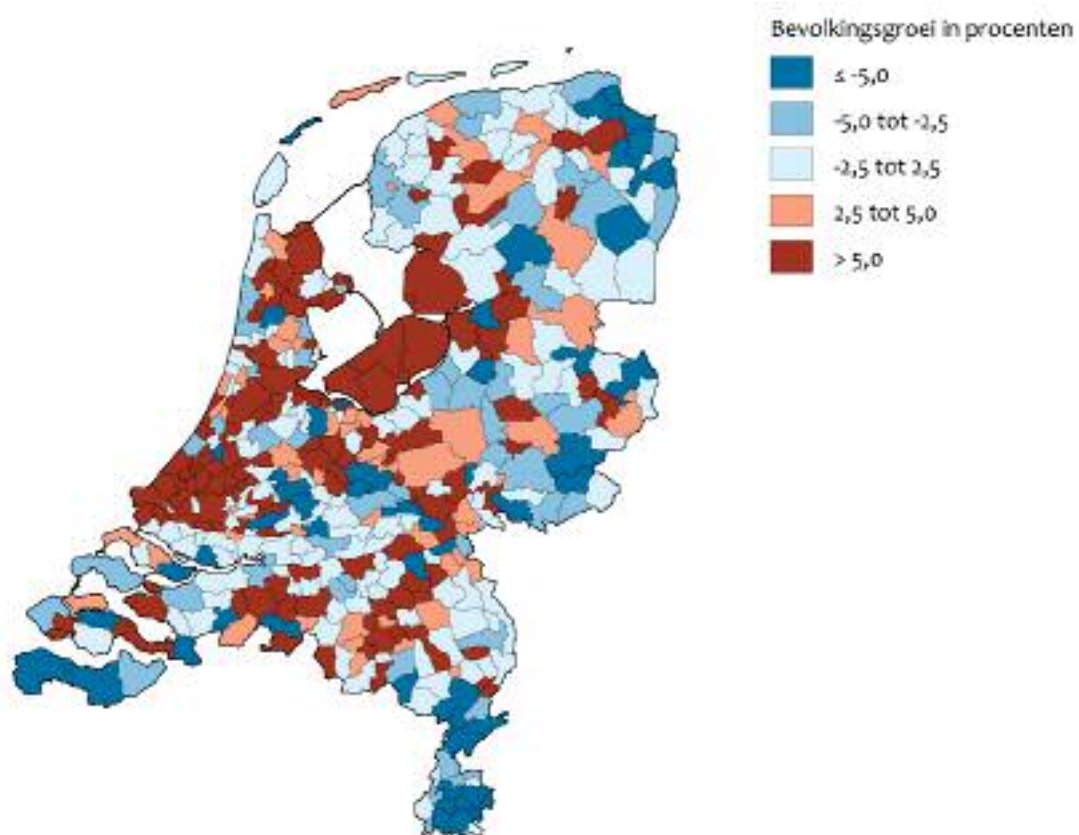 Bevolkingsgroei in procenten
≤ -5,0
-5,0 tot -2,5
-2,5 tot 2,5
2,5 tot 5,0
> 5,0